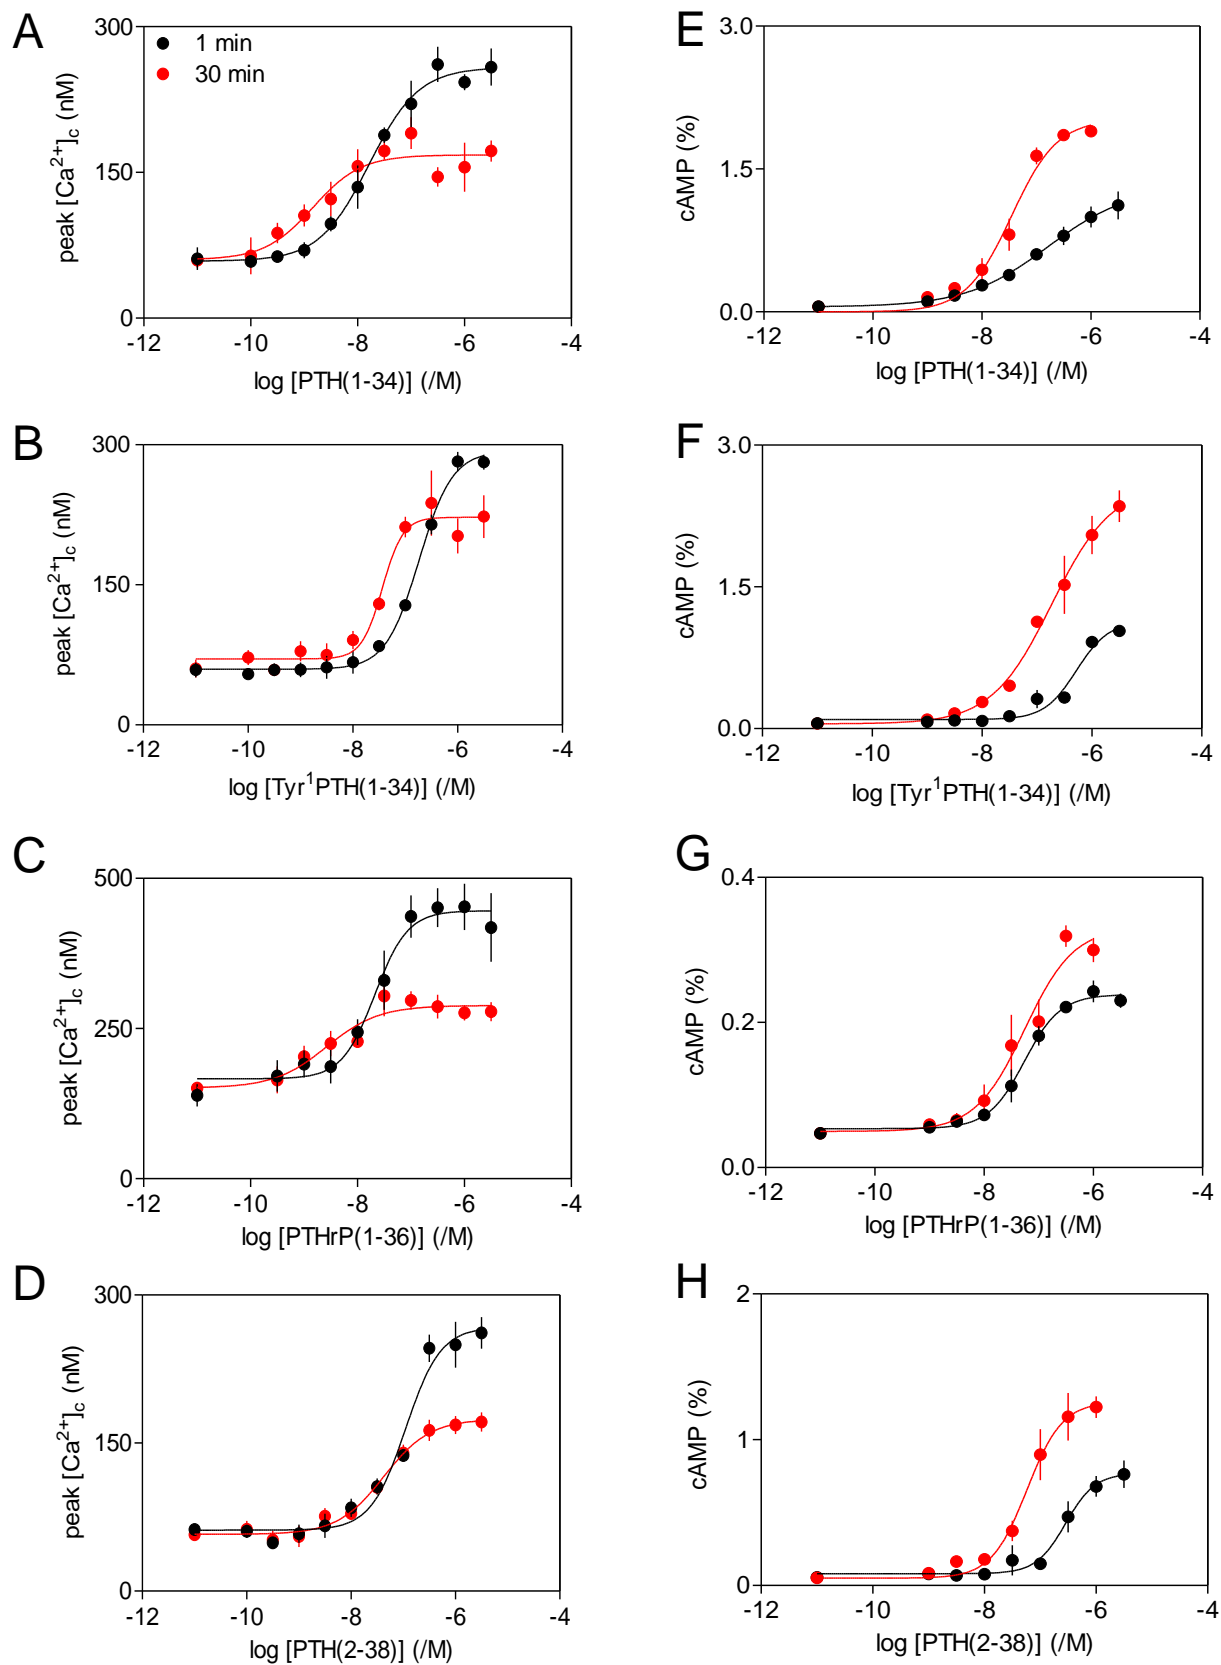 A
300
150
0
1 min
30 min
peak [Ca²⁺]c (nM)
-12 -10 -8 -6 -4
log [PTH(1-34)] (/M)
E
3.0
1.5
0.0
cAMP (%)
-12 -10 -8 -6 -4
log [PTH(1-34)] (/M)
B
300
150
0
peak [Ca²⁺]c (nM)
-12 -10 -8 -6 -4
log [Tyr¹PTH(1-34)] (/M)
F
3.0
1.5
0.0
cAMP (%)
-12 -10 -8 -6 -4
log [Tyr¹PTH(1-34)] (/M)
C
500
250
0
peak [Ca²⁺]c (nM)
-12 -10 -8 -6 -4
log [PTHrP(1-36)] (/M)
G
0.4
0.2
0.0
cAMP (%)
-12 -10 -8 -6 -4
log [PTHrP(1-36)] (/M)
D
300
150
0
peak [Ca²⁺]c (nM)
-12 -10 -8 -6 -4
log [PTH(2-38)] (/M)
H
2
1
0
cAMP (%)
-12 -10 -8 -6 -4
log [PTH(2-38)] (/M)